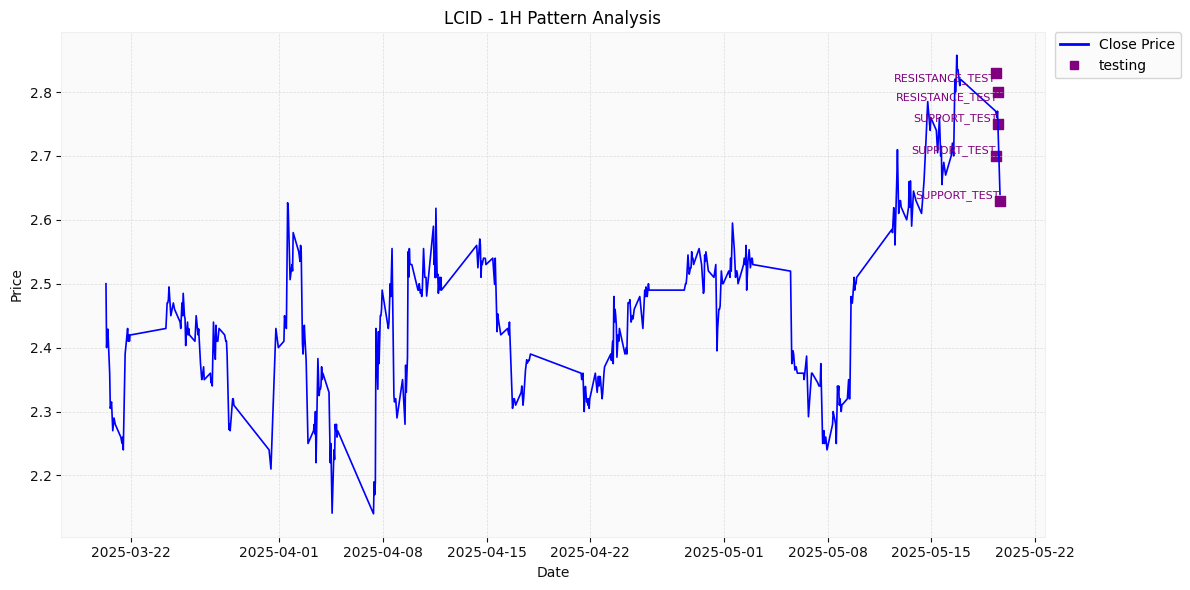 LCID - 1H Pattern Analysis
Close Price
testing
RESISTANCE_TEST
RESISTANCE_TEST
SUPPORT_TEST
SUPPORT_TEST
SUPPORT_TEST
Price
2.8
2.7
2.6
2.5
2.4
2.3
2.2
2025-03-22
2025-04-01
2025-04-08
2025-04-15
2025-04-22
2025-05-01
2025-05-08
2025-05-15
2025-05-22
Date